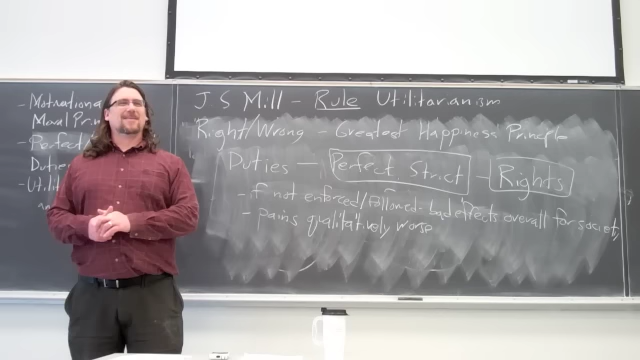 - Motivational
Moral Prin
- Perfect
Duties
- Utili
J S Mill - Rule Utilitarianism
Right/Wrong - Greatest Happiness Principle
Duties - Perfect Strict - Rights
- if not enforced/followed - bad effects overall for society
- pains qualitatively worse